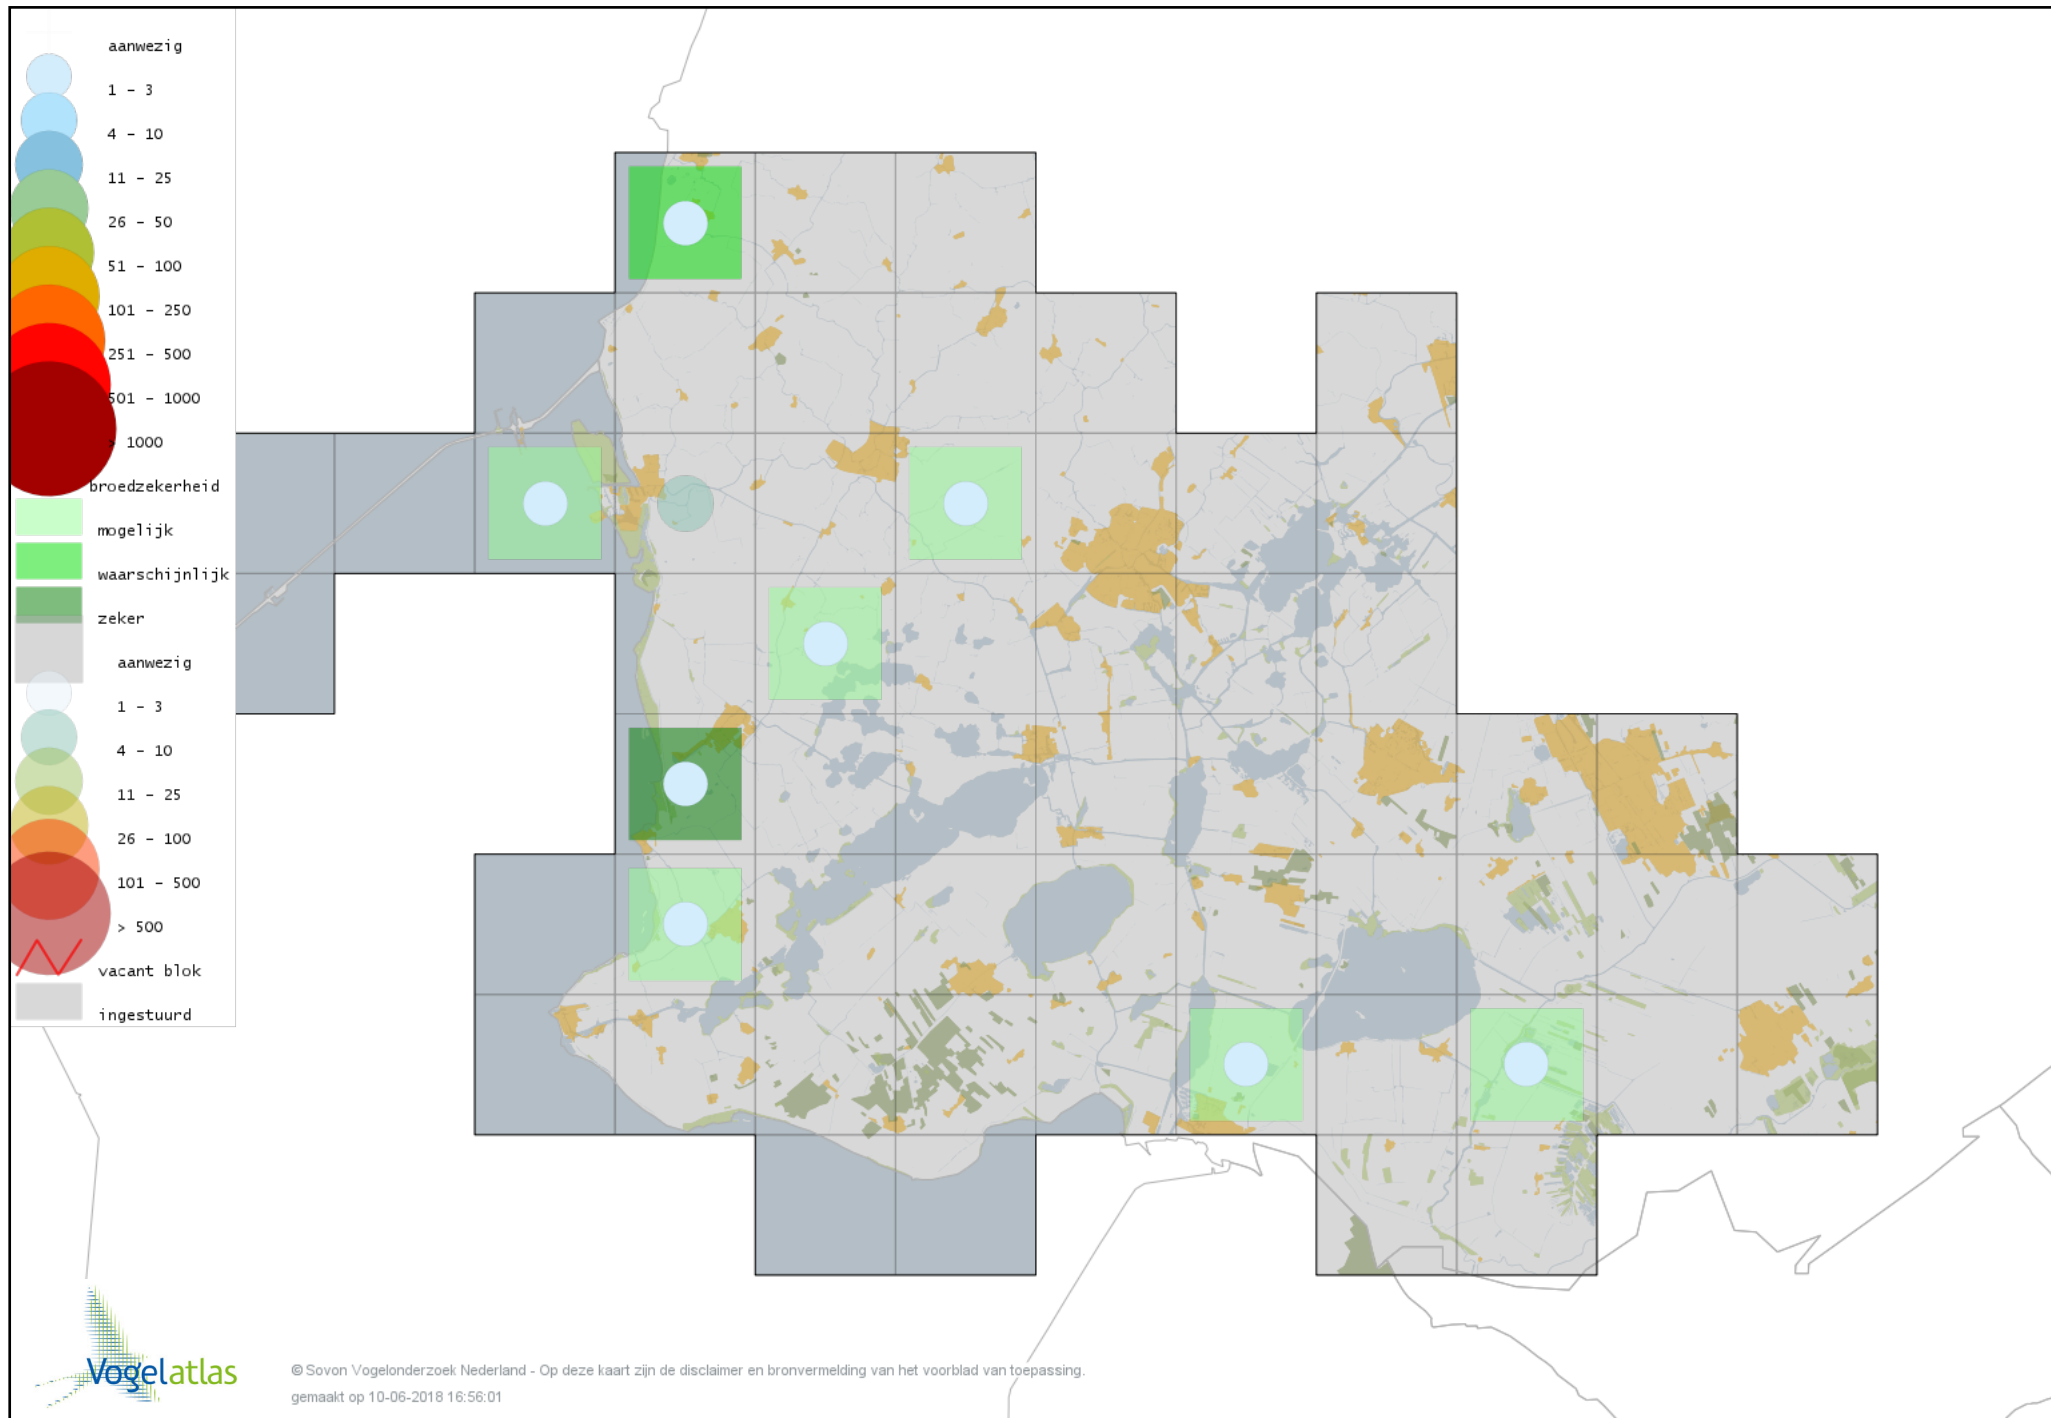 aanwezig
1 - 3
4 - 10
11 - 25
26 - 50
51 - 100
101 - 250
251 - 500
501 - 1000
> 1000
broedzekerheid
mogelijk
waarschijnlijk
zeker
aanwezig
1 - 3
4 - 10
11 - 25
26 - 100
101 - 500
> 500
vacant blok
ingestuurd
Vogelatlas
© Sovon Vogelonderzoek Nederland - Op deze kaart zijn de disclaimer en bronvermelding van het voorblad van toepassing.
gemaakt op 10-06-2018 16:56:01